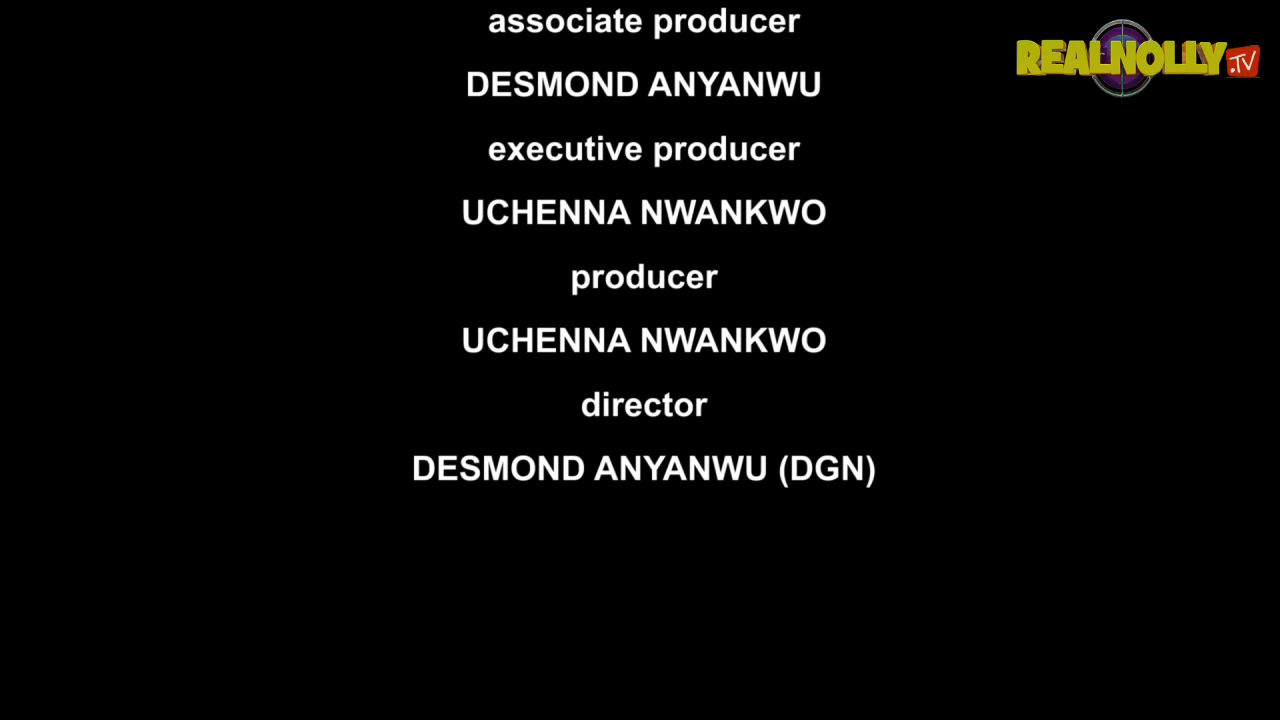 associate producer
REALNOLLY.TV
DESMOND ANYANWU
executive producer
UCHENNA NWANKWO
producer
UCHENNA NWANKWO
director
DESMOND ANYANWU (DGN)